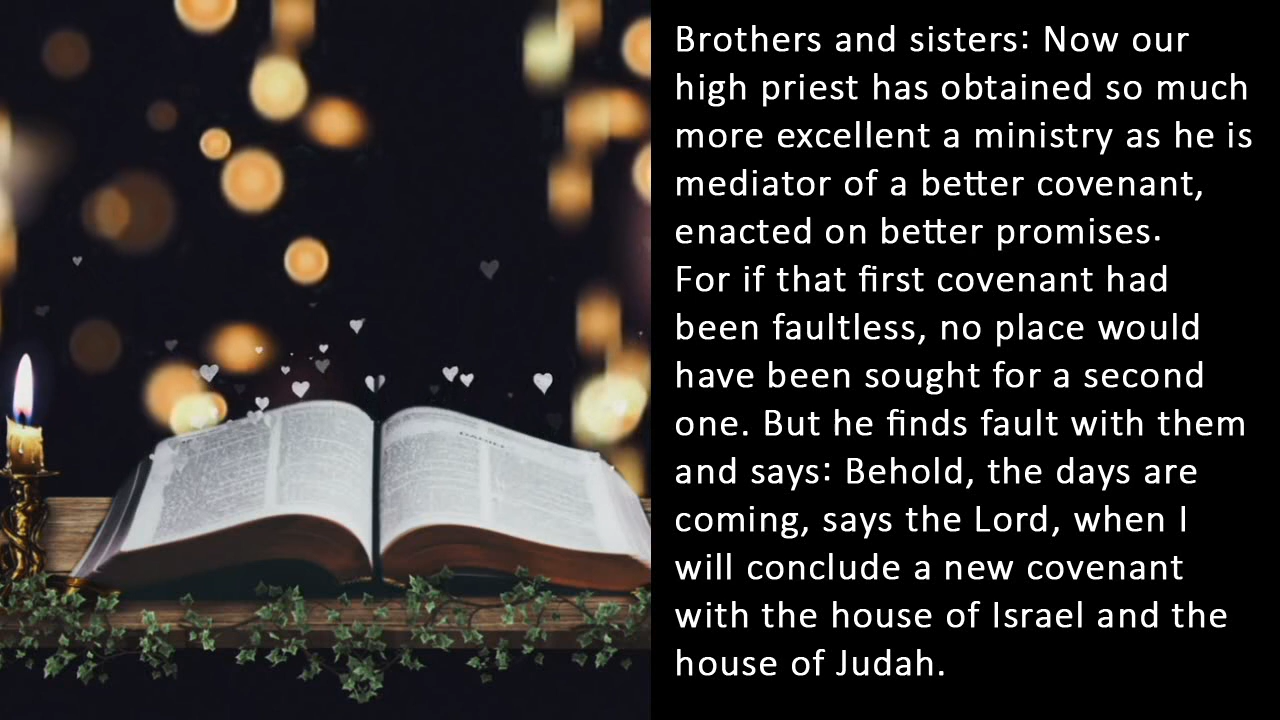 Brothers and sisters: Now our
high priest has obtained so much
more excellent a ministry as he is
mediator of a better covenant,
enacted on better promises.
For if that first covenant had
been faultless, no place would
have been sought for a second
one. But he finds fault with them
and says: Behold, the days are
coming, says the Lord, when I
will conclude a new covenant
with the house of Israel and the
house of Judah.